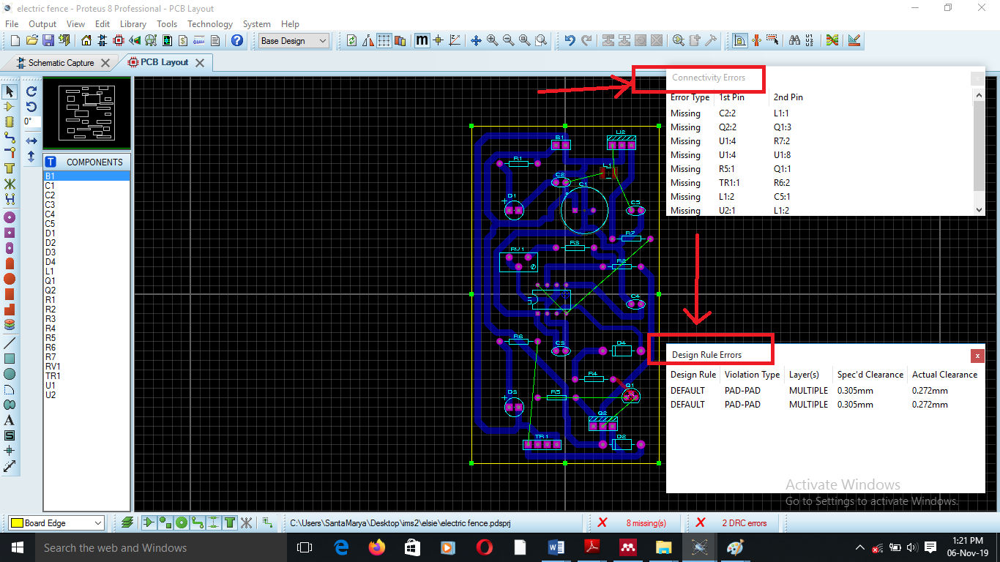 electric fence - Proteus 8 Professional - PCB Layout
File Output View Edit Library Tools Technology System Help
Base Design
Schematic Capture PCB Layout
Connectivity Errors
Error Type 1st Pin 2nd Pin
Missing C2:2 L1:1
Missing Q2:2 Q1:3
Missing U1:4 R7:2
Missing U1:4 U1:8
Missing R5:1 Q1:1
Missing TR1:1 R6:2
Missing L1:2 C5:1
Missing U2:1 L1:2
0°
COMPONENTS
B1
C1
C2
C3
C4
C5
D1
D2
D3
D4
L1
Q1
Q2
R1
R2
R3
R4
R5
R6
R7
RV1
TR1
U1
U2
B1 U2
R1
L1
C2
C1
D1
C5
R7
R3
RV1
C4
R6
C3 D4
R4
Q1
D3 R5
Q2
TR1 D2
Design Rule Errors
Design Rule Violation Type Layer(s) Spec'd Clearance Actual Clearance
DEFAULT PAD-PAD MULTIPLE 0.305mm 0.272mm
DEFAULT PAD-PAD MULTIPLE 0.305mm 0.272mm
Activate Windows
Go to Settings to activate Windows.
Board Edge
C:\Users\SantaMarya\Desktop\ims2\elsie\electric fence.pdsprj
8 missing(s)
2 DRC errors
Search the web and Windows
1:21 PM
06-Nov-19